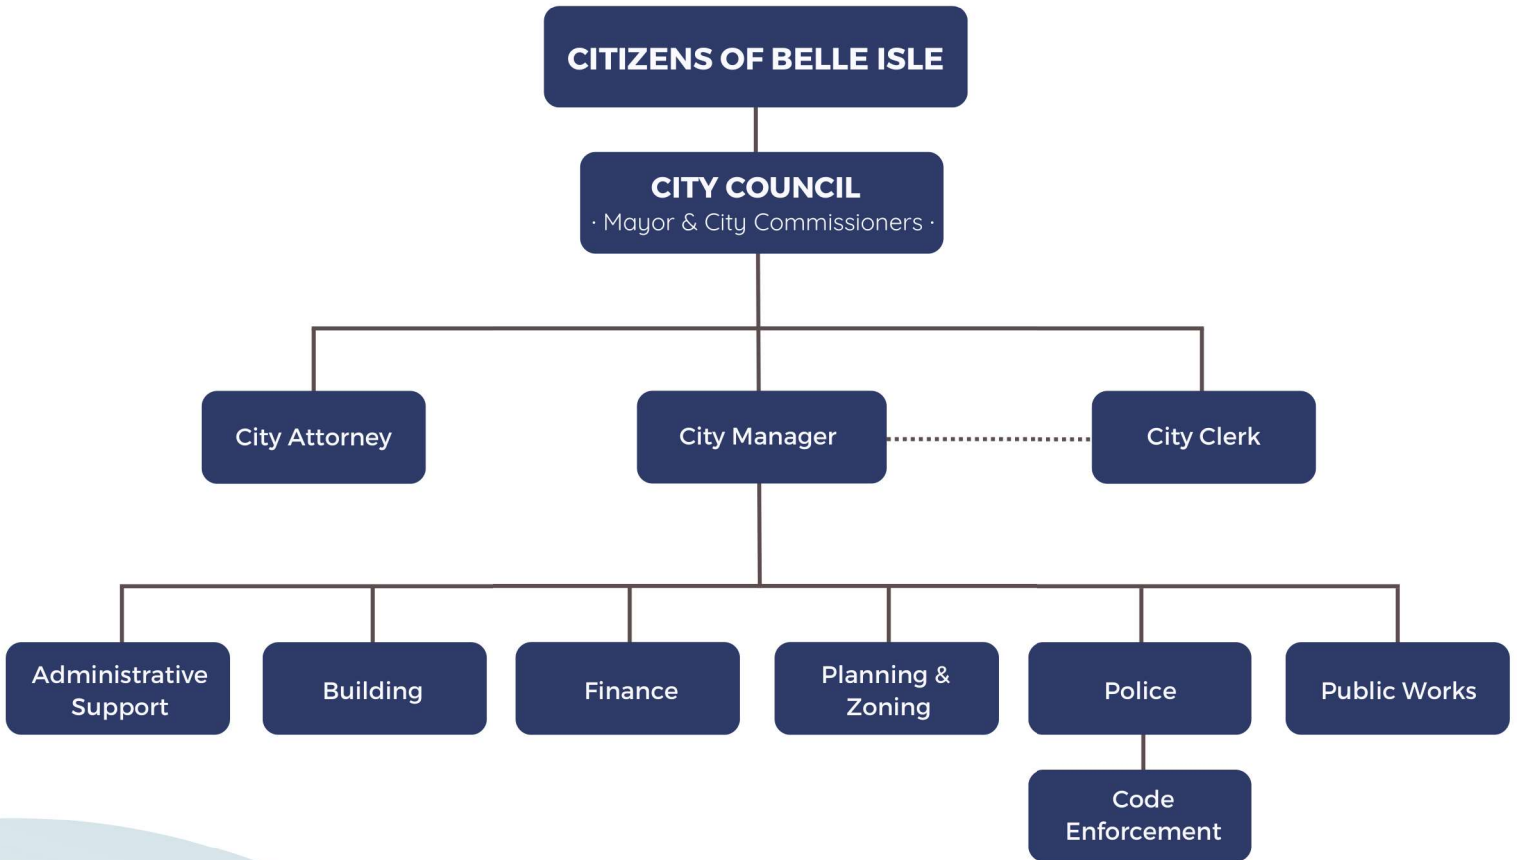 CITIZENS OF BELLE ISLE
CITY COUNCIL
· Mayor & City Commissioners ·
City Attorney
City Manager
City Clerk
Administrative
Support
Building
Finance
Planning &
Zoning
Police
Public Works
Code
Enforcement